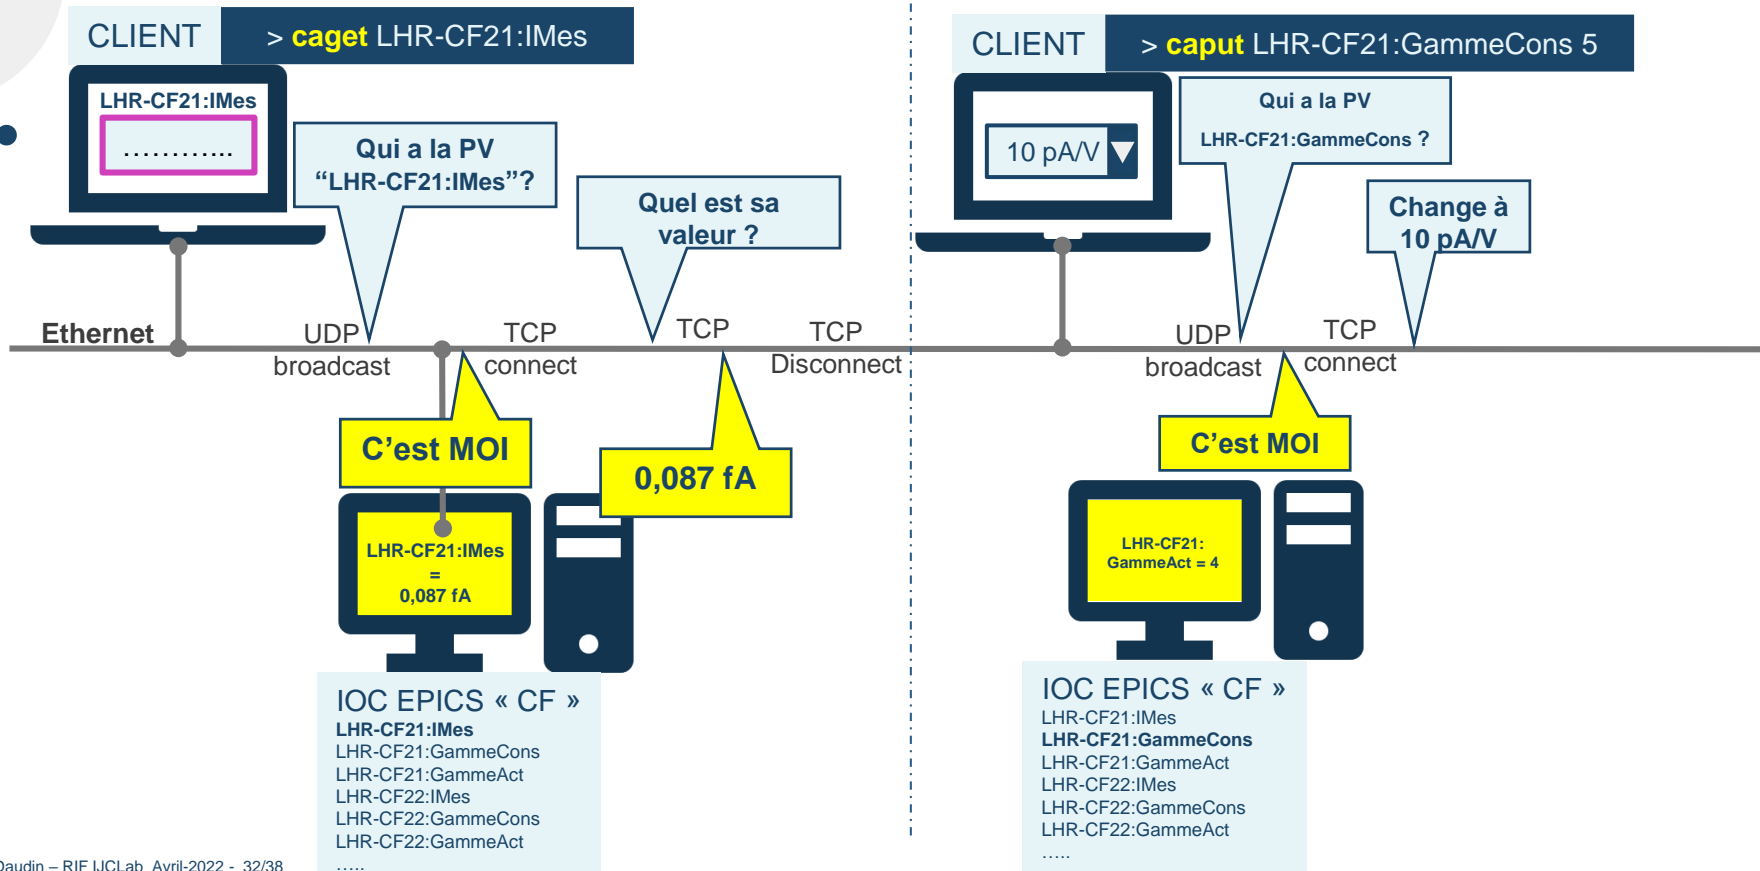 CLIENT
> caget LHR-CF21:IMes
LHR-CF21:IMes
…………..
Qui a la PV
“LHR-CF21:IMes”?
Quel est sa
valeur ?
Ethernet
UDP
broadcast
TCP
connect
TCP
TCP
Disconnect
C’est MOI
0,087 fA
LHR-CF21:IMes
=
0,087 fA
IOC EPICS « CF »
LHR-CF21:IMes
LHR-CF21:GammeCons
LHR-CF21:GammeAct
LHR-CF22:IMes
LHR-CF22:GammeCons
LHR-CF22:GammeAct
…..
CLIENT
> caput LHR-CF21:GammeCons 5
10 pA/V
Qui a la PV
LHR-CF21:GammeCons ?
Change à
10 pA/V
UDP
broadcast
TCP
connect
C’est MOI
LHR-CF21:
GammeAct = 4
IOC EPICS « CF »
LHR-CF21:IMes
LHR-CF21:GammeCons
LHR-CF21:GammeAct
LHR-CF22:IMes
LHR-CF22:GammeCons
LHR-CF22:GammeAct
…..
Daudin – RIF IJCLab Avril-2022 - 32/38